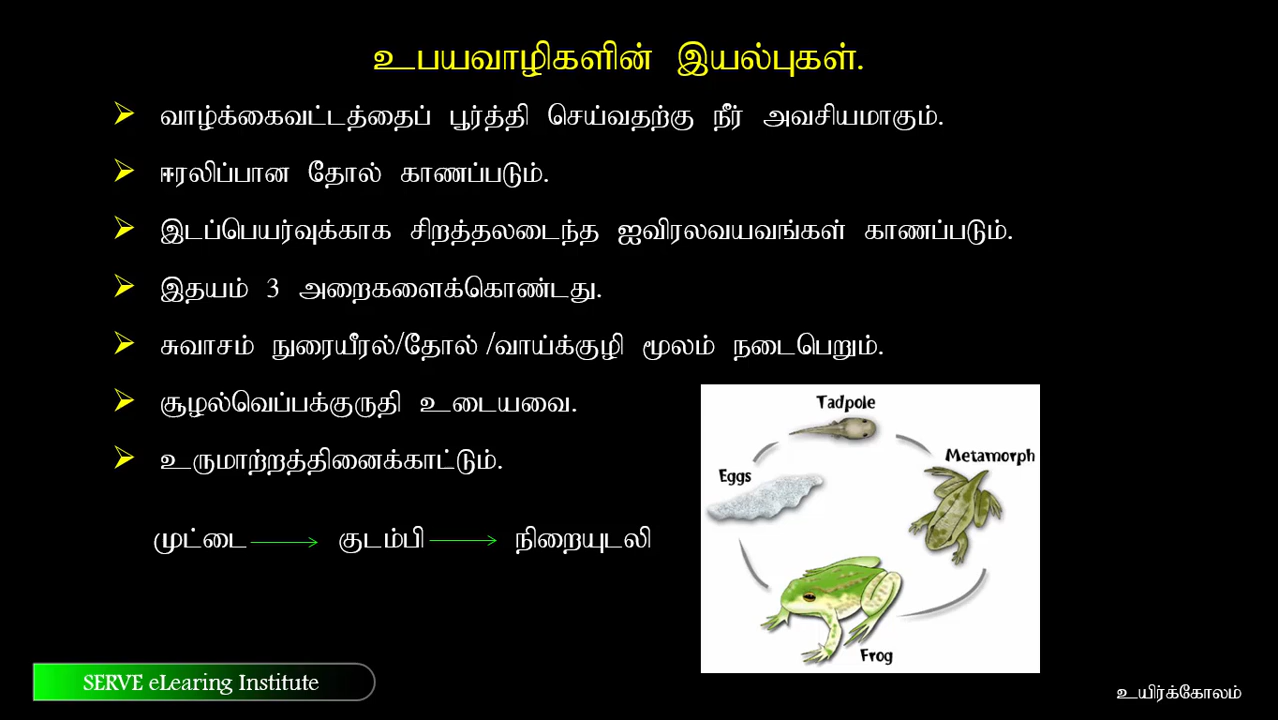 உபயவாழிகளின் இயல்புகள்.
வாழ்க்கைவட்டத்தைப் பூர்த்தி செய்வதற்கு நீர் அவசியமாகும்.
ஈரலிப்பான தோல் காணப்படும்.
இடப்பெயர்வுக்காக சிறத்தலடைந்த ஐவிரலவயவங்கள் காணப்படும்.
இதயம் 3 அறைகளைக்கொண்டது.
சுவாசம் நுரையீரல்/தோல் /வாய்க்குழி மூலம் நடைபெறும்.
சூழல்வெப்பக்குருதி உடையவை.
உருமாற்றத்தினைக்காட்டும்.
முட்டை குடம்பி நிறையுடலி
Tadpole
Metamorph
Eggs
Frog
SERVE eLearing Institute
உயிர்க்கோலம்